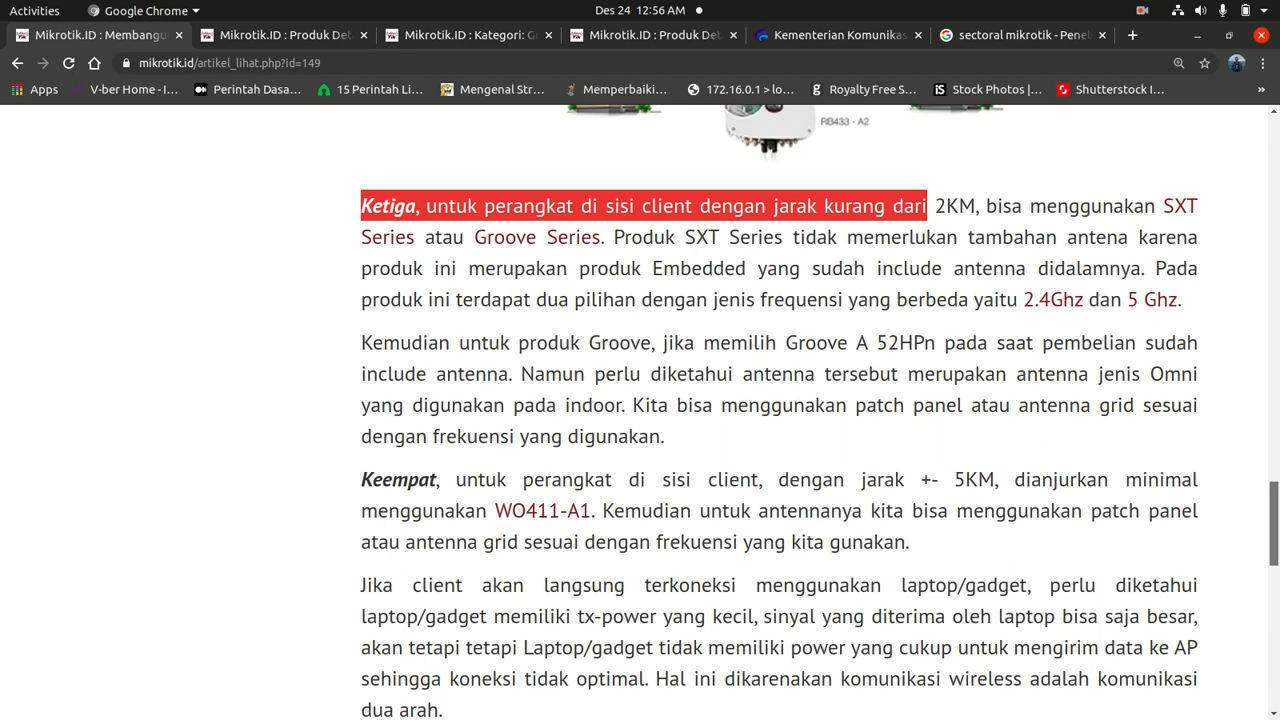 Activities
Google Chrome
Des 24 12:56 AM
Mikrotik.ID : Membangu
Mikrotik.ID : Produk Det
Mikrotik.ID : Kategori: Gr
Mikrotik.ID : Produk Det
Kementerian Komunikas
sectoral mikrotik - Penel
mikrotik.id/artikel_lihat.php?id=149
Apps
V-ber Home - I...
Perintah Dasa...
15 Perintah Li...
Mengenal Str...
Memperbaiki...
172.16.0.1 > lo...
Royalty Free S...
Stock Photos |...
Shutterstock I...
»
RB433 - A2
Ketiga, untuk perangkat di sisi client dengan jarak kurang dari 2KM, bisa menggunakan SXT
Series atau Groove Series. Produk SXT Series tidak memerlukan tambahan antena karena
produk ini merupakan produk Embedded yang sudah include antenna didalamnya. Pada
produk ini terdapat dua pilihan dengan jenis frequensi yang berbeda yaitu 2.4Ghz dan 5 Ghz.
Kemudian untuk produk Groove, jika memilih Groove A 52HPn pada saat pembelian sudah
include antenna. Namun perlu diketahui antenna tersebut merupakan antenna jenis Omni
yang digunakan pada indoor. Kita bisa menggunakan patch panel atau antenna grid sesuai
dengan frekuensi yang digunakan.
Keempat, untuk perangkat di sisi client, dengan jarak +- 5KM, dianjurkan minimal
menggunakan WO411-A1. Kemudian untuk antennanya kita bisa menggunakan patch panel
atau antenna grid sesuai dengan frekuensi yang kita gunakan.
Jika client akan langsung terkoneksi menggunakan laptop/gadget, perlu diketahui
laptop/gadget memiliki tx-power yang kecil, sinyal yang diterima oleh laptop bisa saja besar,
akan tetapi tetapi Laptop/gadget tidak memiliki power yang cukup untuk mengirim data ke AP
sehingga koneksi tidak optimal. Hal ini dikarenakan komunikasi wireless adalah komunikasi
dua arah.